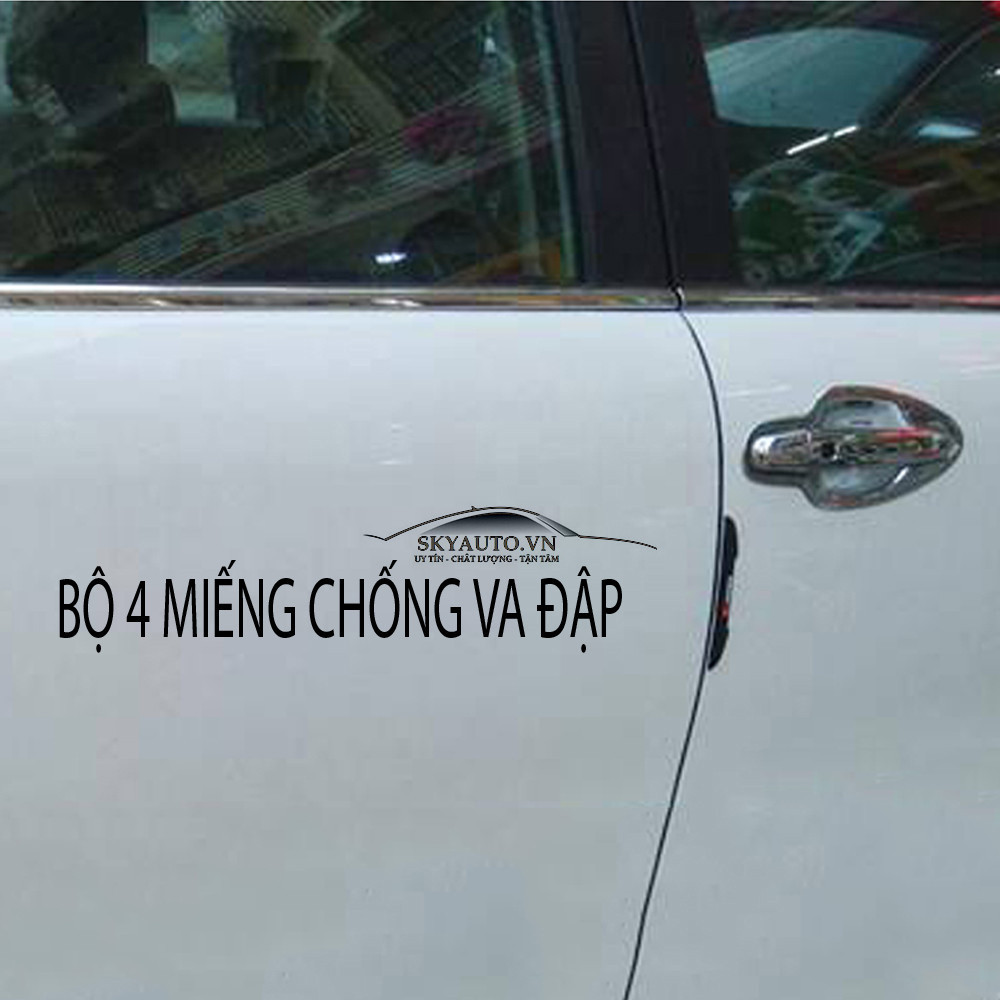 SKYAUTO.VN
UY TÍN - CHẤT LƯỢNG - TẬN TÂM
BỘ 4 MIẾNG CHỐNG VA ĐẬP